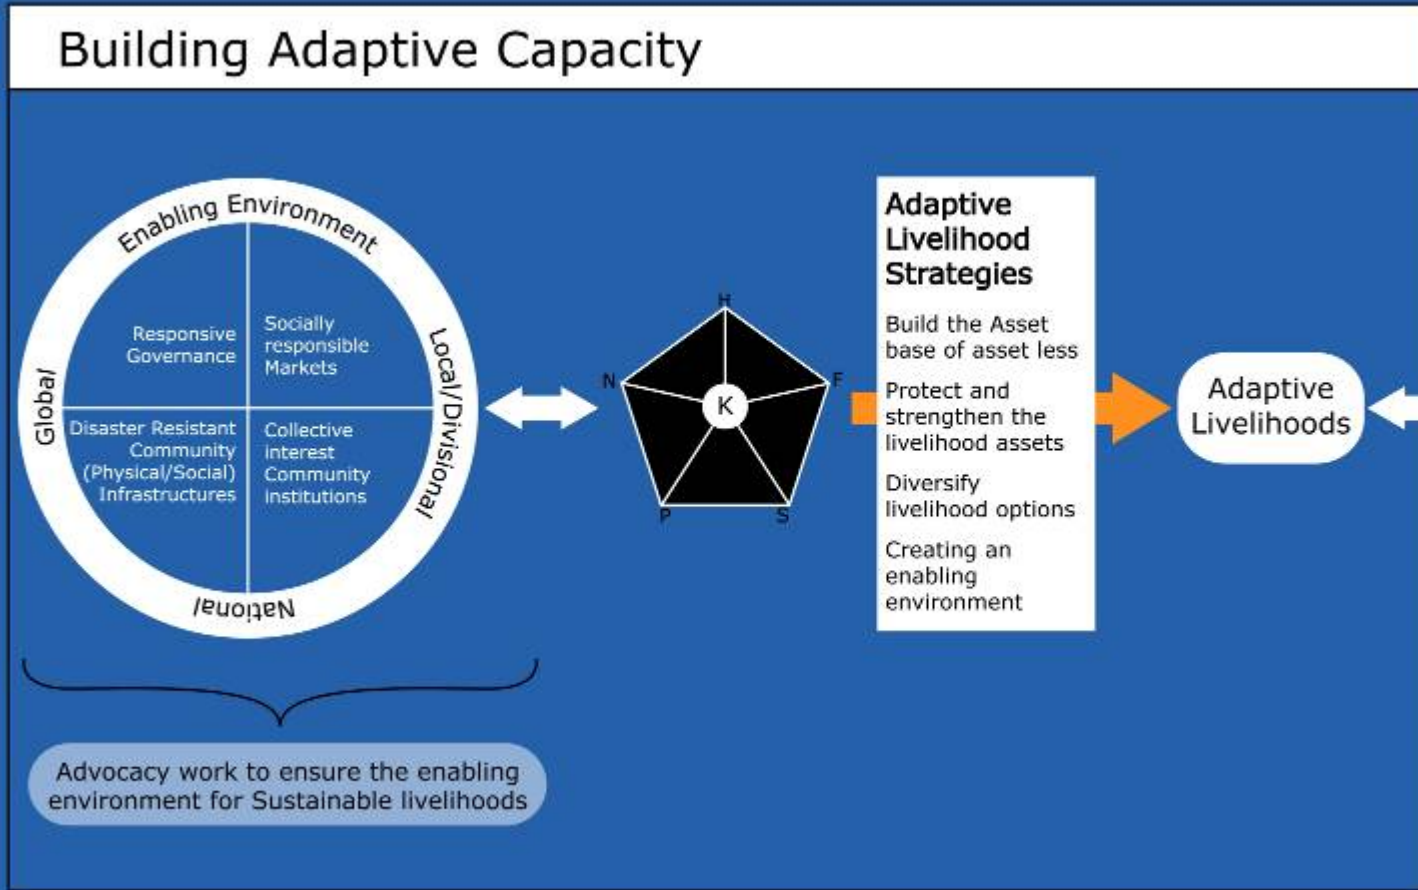 Building Adaptive Capacity
Enabling Environment
Local/Divisional
National
Global
Responsive
Governance
Socially
responsible
Markets
Disaster Resistant
Community
(Physical/Social)
Infrastructures
Collective
interest
Community
institutions
H
N
F
K
P
S
Adaptive
Livelihood
Strategies
Build the Asset
base of asset less
Protect and
strengthen the
livelihood assets
Diversify
livelihood options
Creating an
enabling
environment
Adaptive
Livelihoods
Advocacy work to ensure the enabling
environment for Sustainable livelihoods